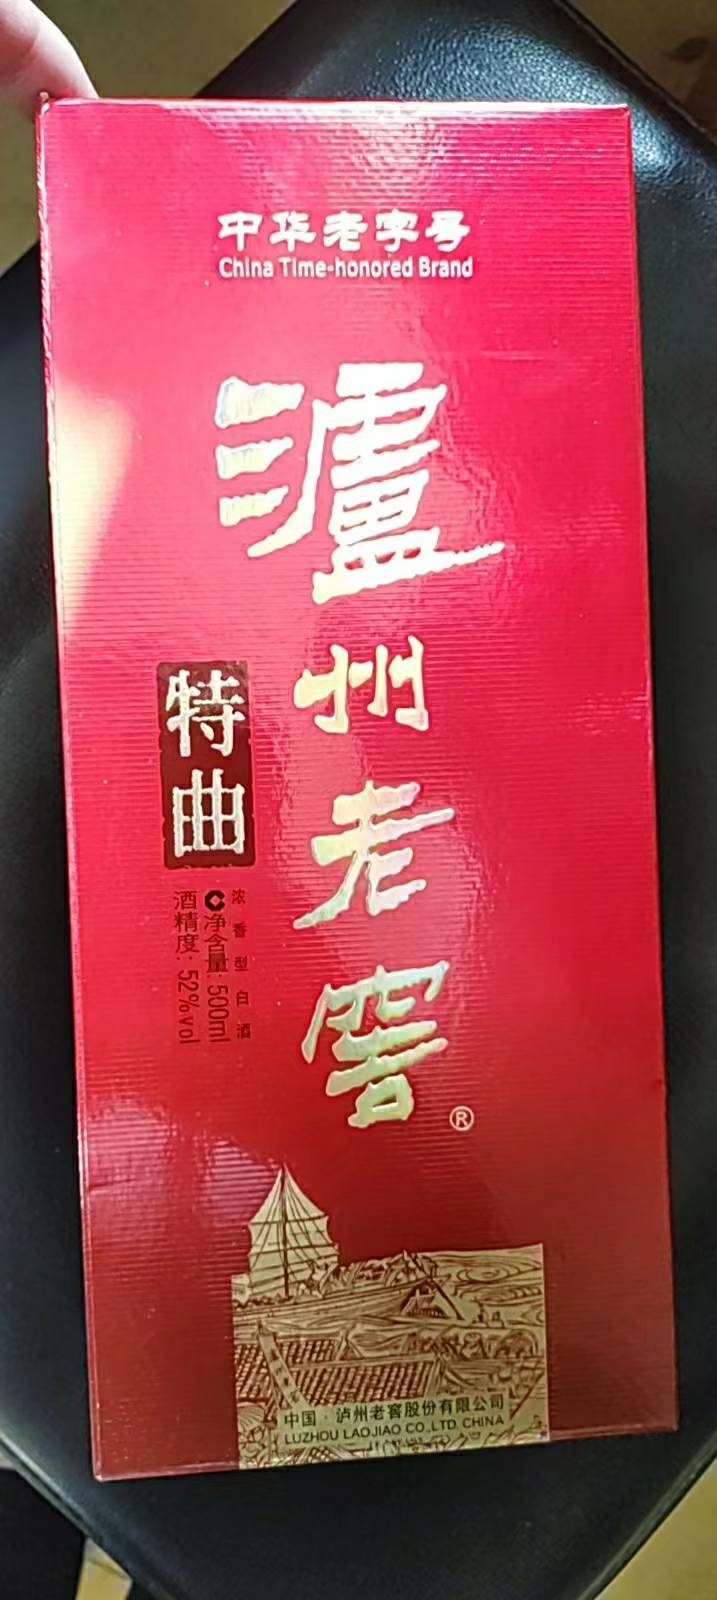 中华老字号
China Time-honored Brand
瀘州老窖
®
特曲
浓香型白酒
净含量:500ml
酒精度:52%vol
中国·泸州老窖股份有限公司
LUZHOU LAOJIAO CO.,LTD. CHINA